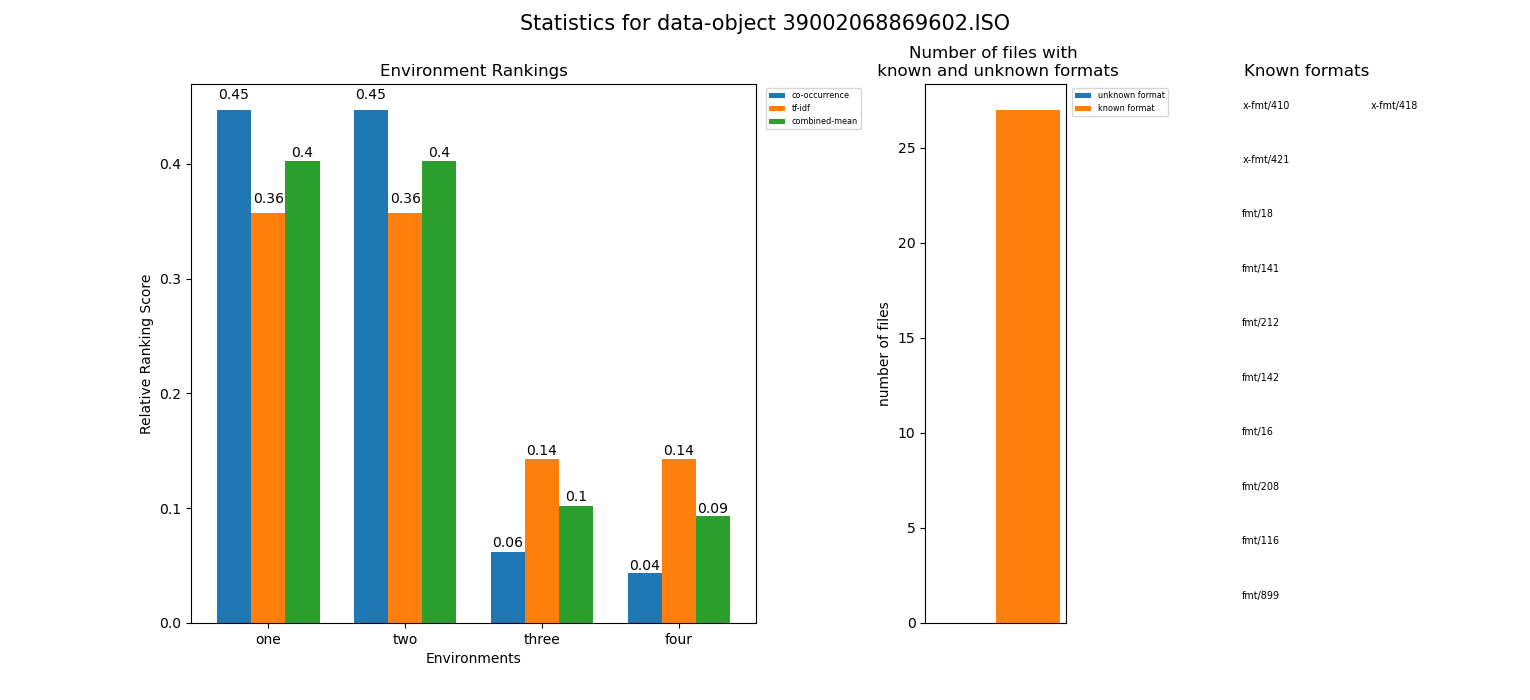 Statistics for data-object 39002068869602.ISO
Environment Rankings
0.45
0.45
0.4
0.4
0.36
0.36
0.14
0.14
0.1
0.09
0.06
0.04
0.4
0.3
0.2
0.1
0.0
Relative Ranking Score
one two three four
Environments
co-occurrence
tf-idf
combined-mean
Number of files with
known and unknown formats
25
20
15
10
5
0
number of files
unknown format
known format
Known formats
x-fmt/410 x-fmt/418
x-fmt/421
fmt/18
fmt/141
fmt/212
fmt/142
fmt/16
fmt/208
fmt/116
fmt/899